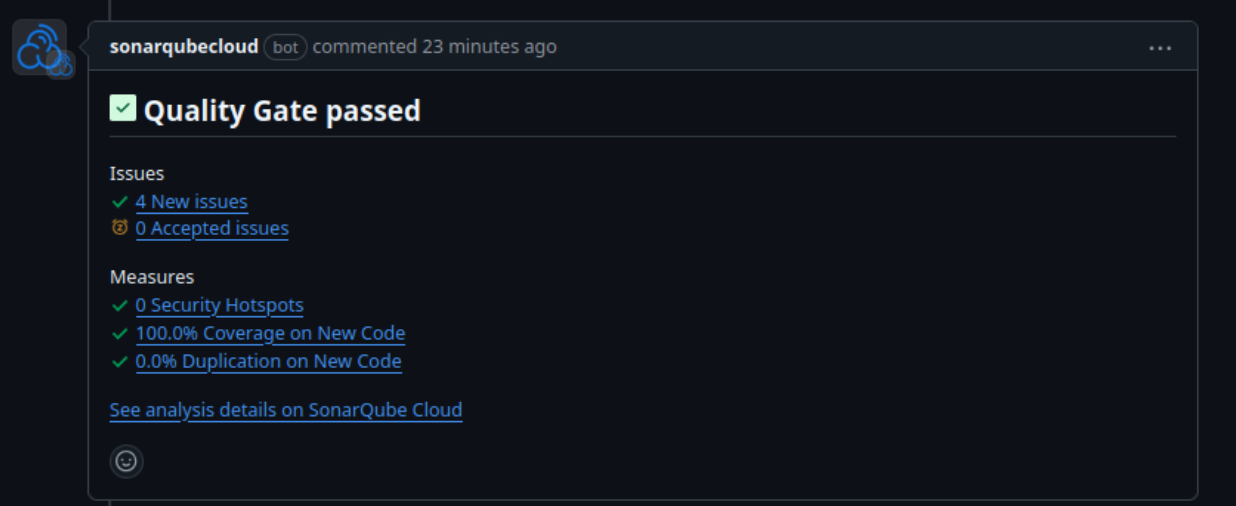 sonarqubecloud bot commented 23 minutes ago
Quality Gate passed
Issues
4 New issues
0 Accepted issues
Measures
0 Security Hotspots
100.0% Coverage on New Code
0.0% Duplication on New Code
See analysis details on SonarQube Cloud